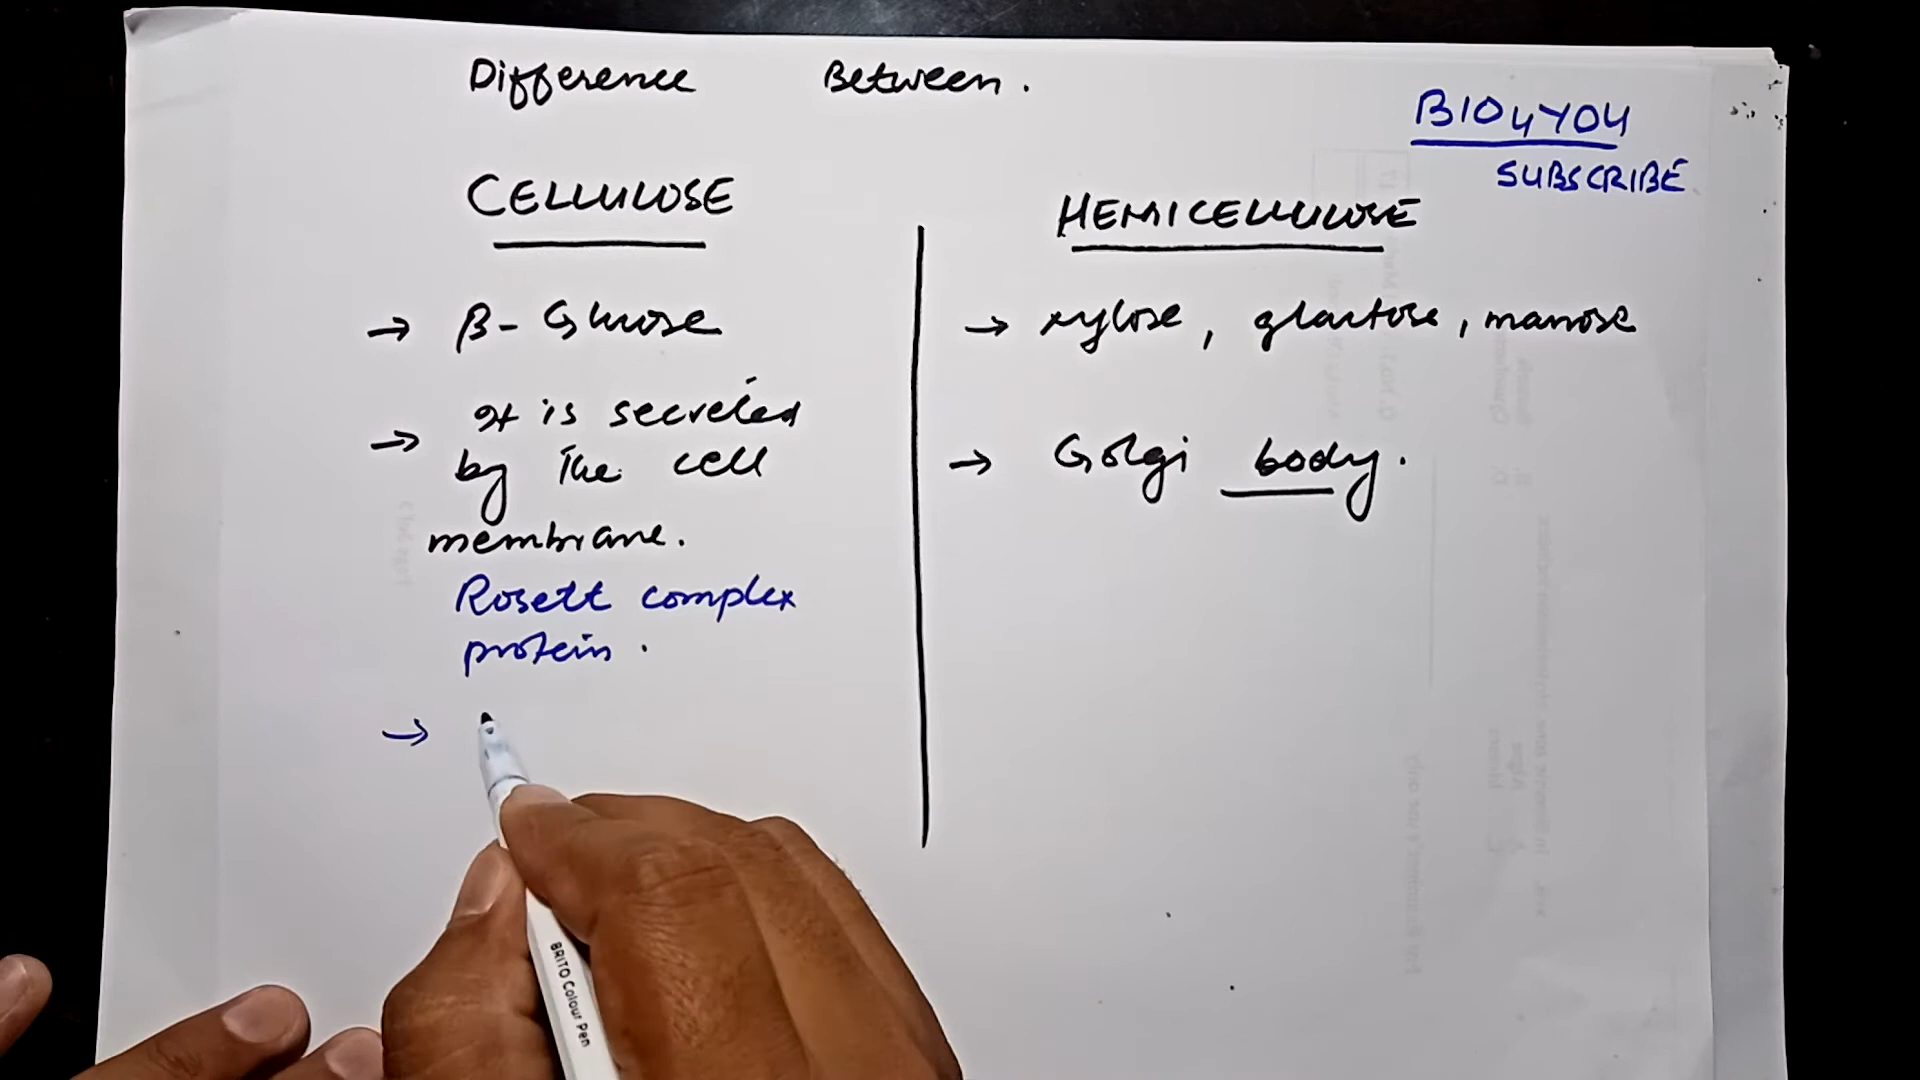 Difference Between.
BIO4YOU
SUBSCRIBE
CELLULOSE
HEMICELLULOSE
→ β- Glucose
→ xylose, glactose, mannose
→ It is secreted
by The cell
membrane.
Rosett complex
protein.
→ Golgi body.
→
BRITO Colour Pen